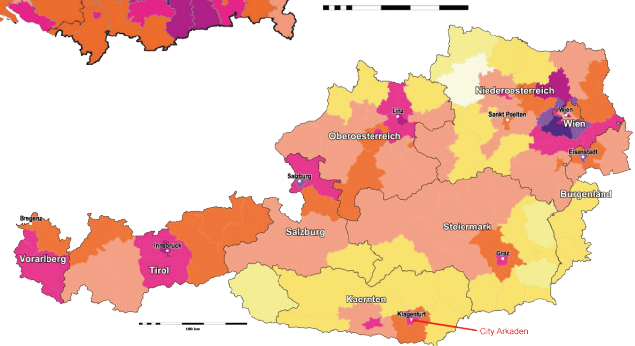 Niederoesterreich
Linz
Wien
Sankt Poelten
Wien
Oberoesterreich
Eisenstadt
Salzburg
Burgenland
Bregenz
Salzburg
Steiermark
Innsbruck
Vorarlberg
Tirol
Graz
Kaernten
Klagenfurt
100 km
City Arkaden